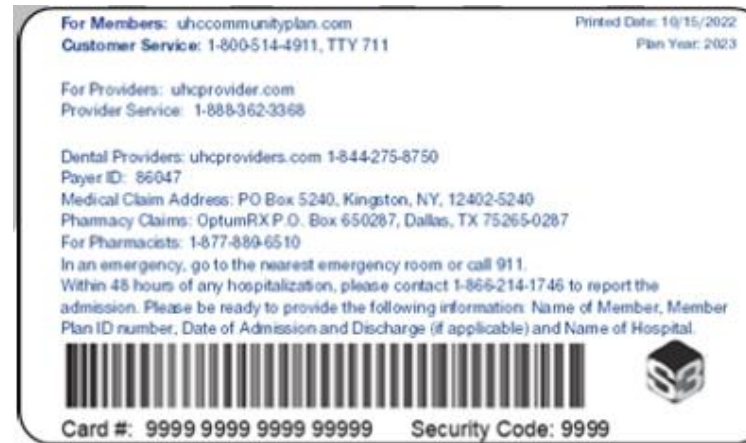 For Members: uhccommunityplan.com
Printed Date: 10/15/2022
Customer Service: 1-800-514-4911, TTY 711
Plan Year: 2023
For Providers: uhcprovider.com
Provider Service: 1-888-362-3368
Dental Providers: uhcproviders.com 1-844-275-8750
Payer ID: 86047
Medical Claim Address: PO Box 5240, Kingston, NY, 12402-5240
Pharmacy Claims: OptumRX P.O. Box 650287, Dallas, TX 75265-0287
For Pharmacists: 1-877-889-6510
In an emergency, go to the nearest emergency room or call 911.
Within 48 hours of any hospitalization, please contact 1-866-214-1746 to report the
admission. Please be ready to provide the following information: Name of Member, Member
Plan ID number, Date of Admission and Discharge (if applicable) and Name of Hospital.
S3
Card #: 9999 9999 9999 99999 Security Code: 9999